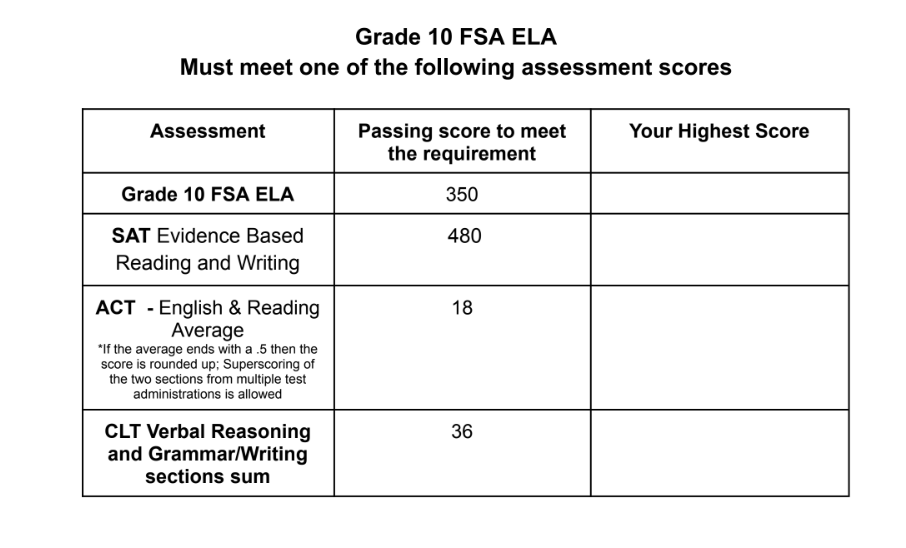 Grade 10 FSA ELA
Must meet one of the following assessment scores
Assessment
Passing score to meet
the requirement
Your Highest Score
Grade 10 FSA ELA
350
SAT Evidence Based
Reading and Writing
480
ACT - English & Reading
Average
*If the average ends with a .5 then the
score is rounded up; Superscoring of
the two sections from multiple test
administrations is allowed
18
CLT Verbal Reasoning
and Grammar/Writing
sections sum
36